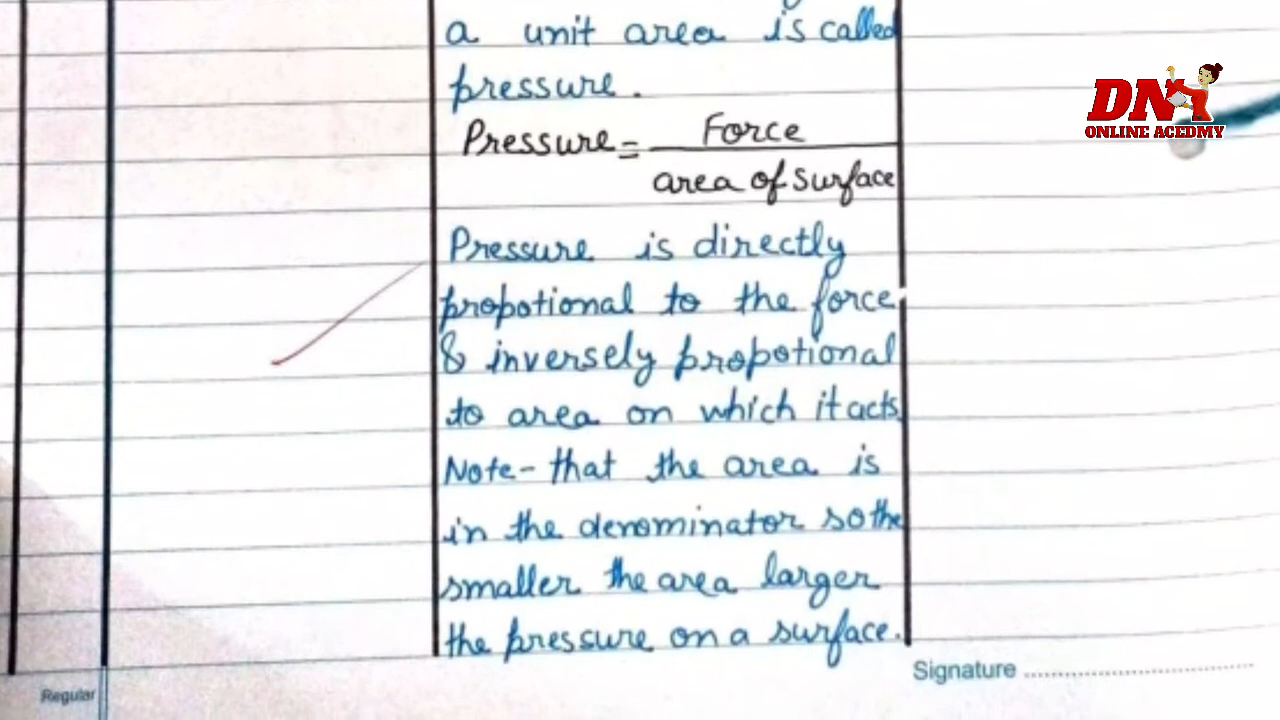 a unit area is called
pressure.
Pressure = Force
area of surface
Pressure is directly
propotional to the force
& inversely propotional
to area on which it acts.
Note- that the area is
in the denominator so the
smaller the area larger
the pressure on a surface.
Signature
Regular
DNY
ONLINE ACEDMY